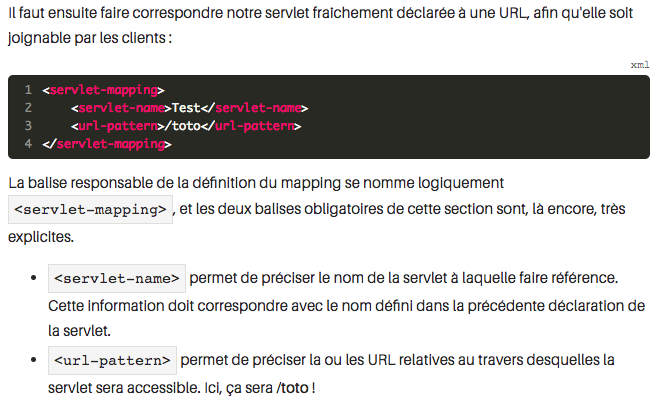 Il faut ensuite faire correspondre notre servlet fraîchement déclarée à une URL, afin qu'elle soit
joignable par les clients :
xml
1 <servlet-mapping>
2 <servlet-name>Test</servlet-name>
3 <url-pattern>/toto</url-pattern>
4 </servlet-mapping>
La balise responsable de la définition du mapping se nomme logiquement
<servlet-mapping> , et les deux balises obligatoires de cette section sont, là encore, très
explicites.
• <servlet-name> permet de préciser le nom de la servlet à laquelle faire référence.
Cette information doit correspondre avec le nom défini dans la précédente déclaration de
la servlet.
• <url-pattern> permet de préciser la ou les URL relatives au travers desquelles la
servlet sera accessible. Ici, ça sera /toto !